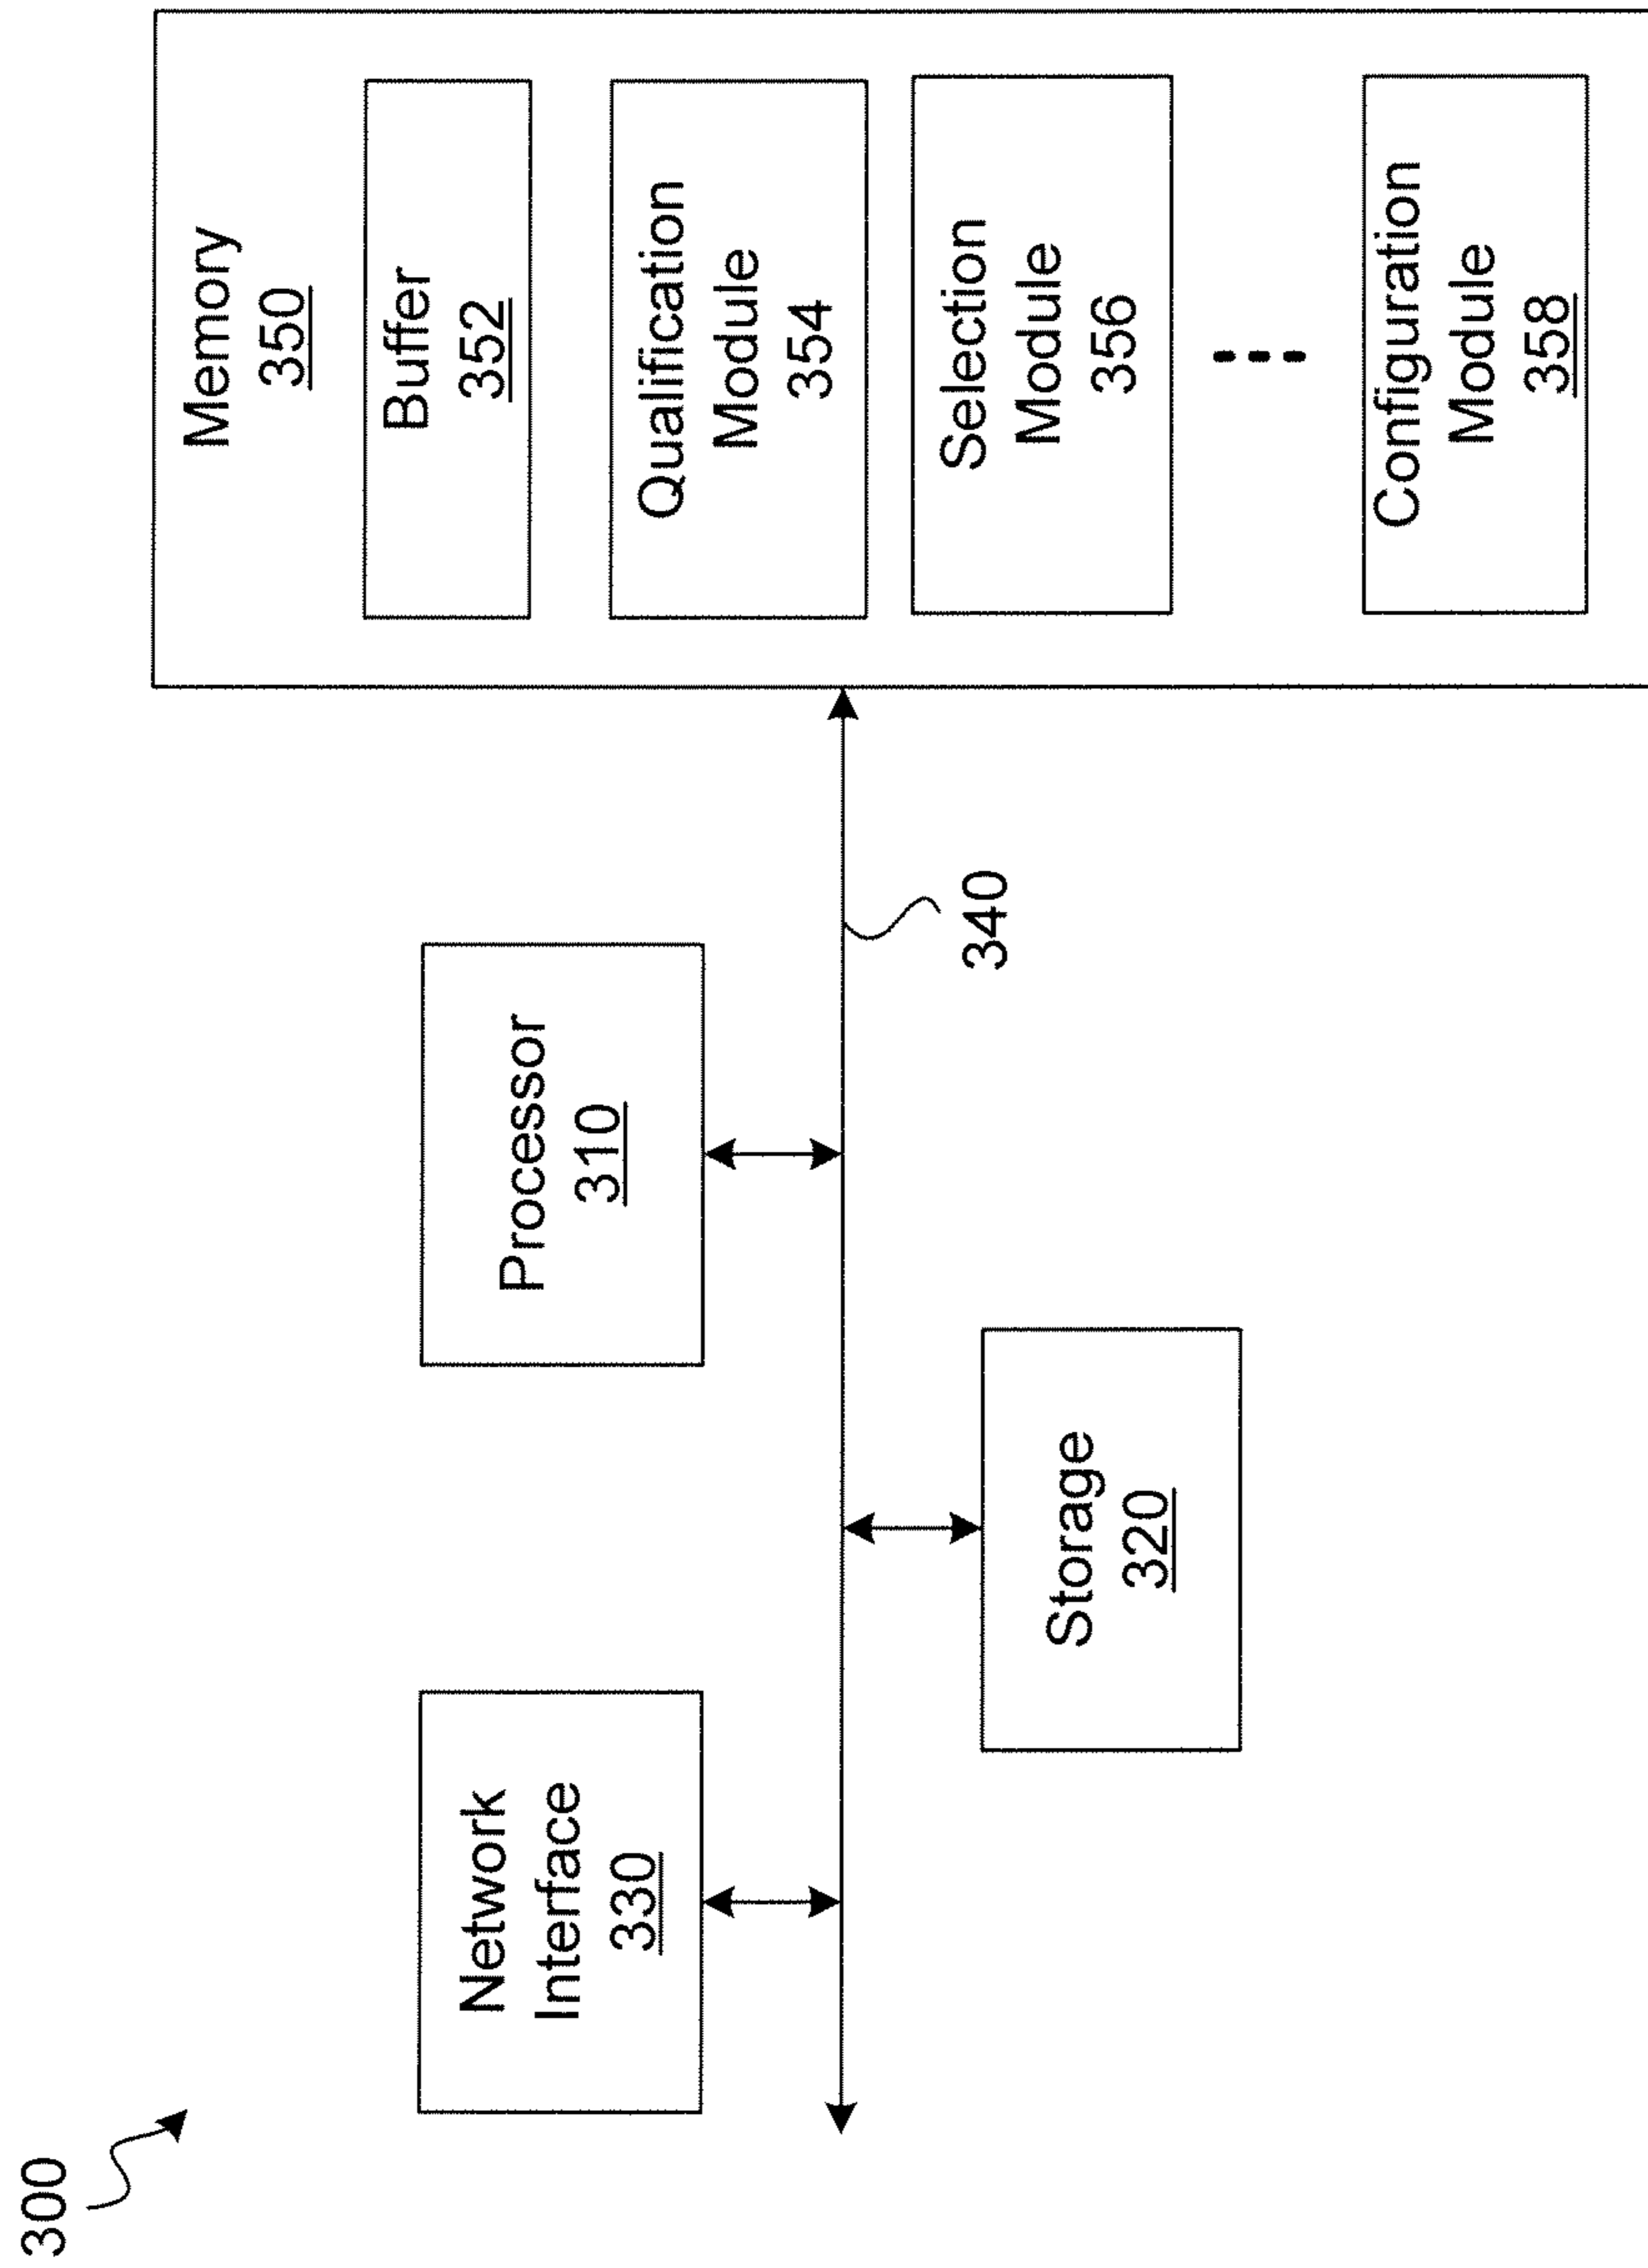 300
Network
Interface
330
Processor
310
Storage
320
340
Memory
350
Buffer
352
Qualification
Module
354
Selection
Module
356
Configuration
Module
358